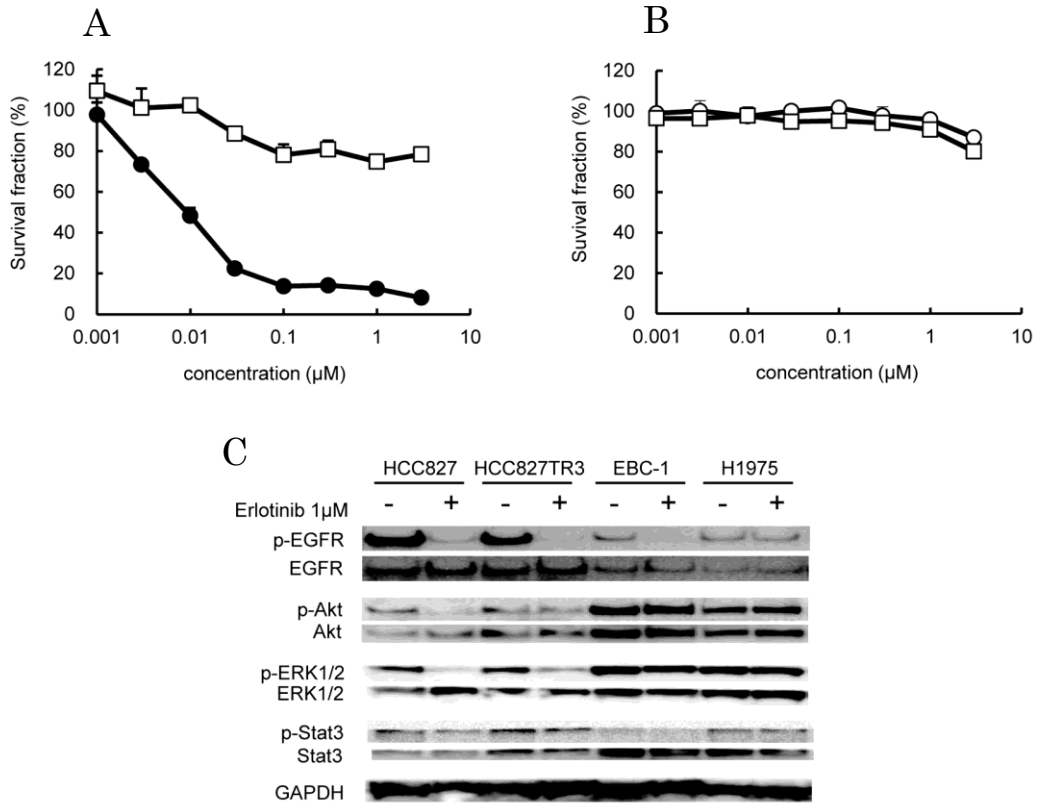 A
B
120
100
80
60
40
20
0
Survival fraction (%)
0.001
0.01
0.1
1
10
concentration (µM)
120
100
80
60
40
20
0
Suvival fraction (%)
0.001
0.01
0.1
1
10
concentration (µM)
C
HCC827 HCC827TR3 EBC-1 H1975
Erlotinib 1µM - + - + - + - +
p-EGFR
EGFR
p-Akt
Akt
p-ERK1/2
ERK1/2
p-Stat3
Stat3
GAPDH